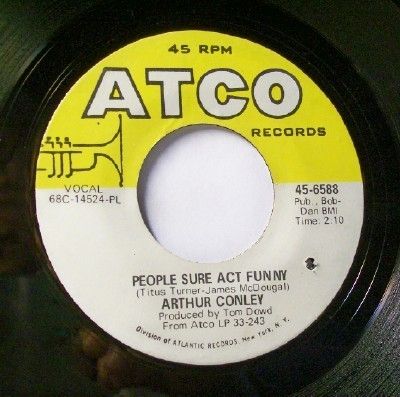 45 RPM
ATCO
RECORDS
VOCAL
68C-14524-PL
45-6588
Pub., Bob-
Dan BMI
Time: 2:10
PEOPLE SURE ACT FUNNY
(Titus Turner-James McDougal)
ARTHUR CONLEY
Produced by Tom Dowd
From Atco LP 33-243
Division of ATLANTIC RECORDS, New York, N.Y.